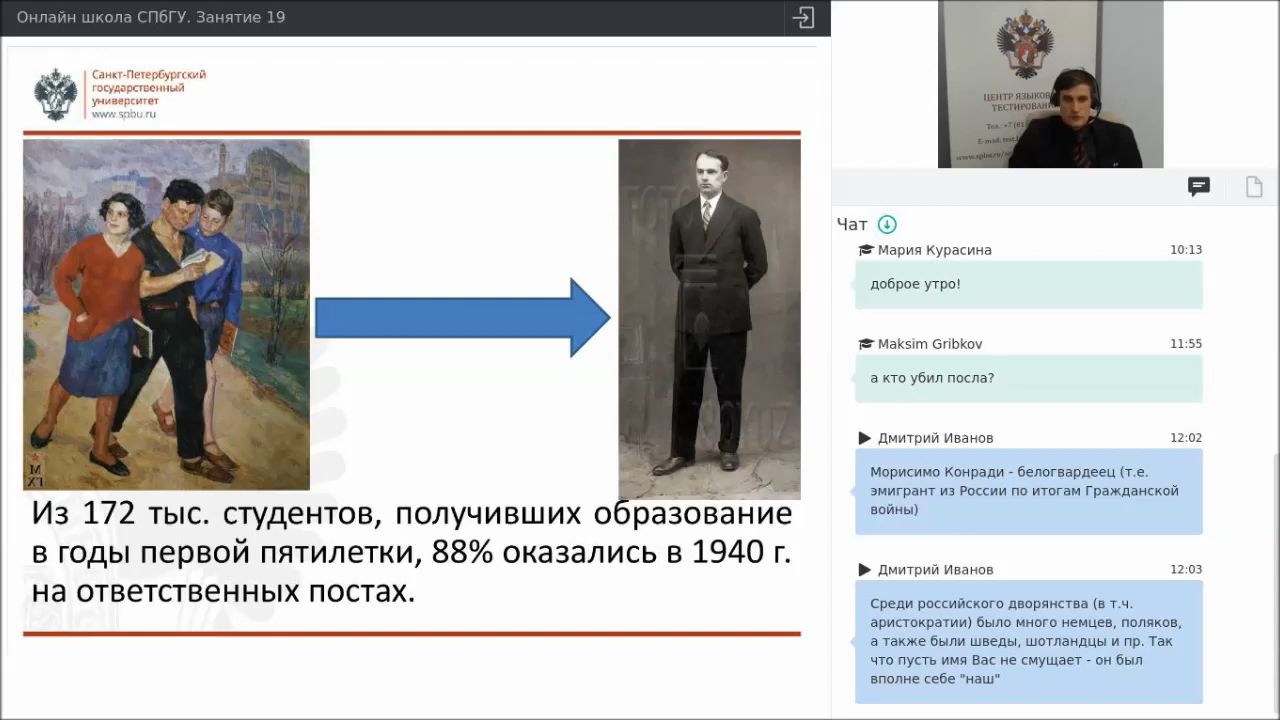 Онлайн школа СПбГУ. Занятие 19
Санкт-Петербургский
государственный
университет
www.spbu.ru
Из 172 тыс. студентов, получивших образование
в годы первой пятилетки, 88% оказались в 1940 г.
на ответственных постах.
ЦЕНТР ЯЗЫКОВ
ТЕСТИРОВАНИ
Чат
Мария Курасина 10:13
доброе утро!
Maksim Gribkov 11:55
а кто убил посла?
Дмитрий Иванов 12:02
Морисимо Конради - белогвардеец (т.е.
эмигрант из России по итогам Гражданской
войны)
Дмитрий Иванов 12:03
Среди российского дворянства (в т.ч.
аристократии) было много немцев, поляков,
а также были шведы, шотландцы и пр. Так
что пусть имя Вас не смущает - он был
вполне себе "наш"